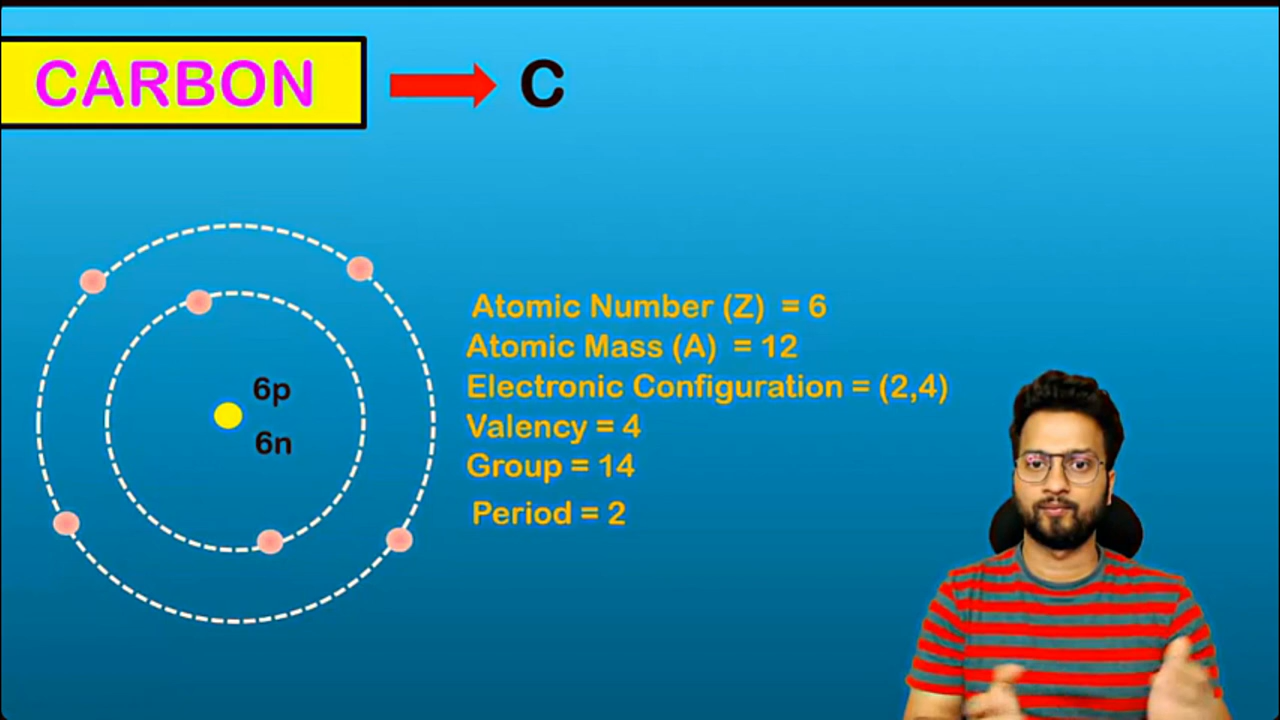 CARBON
C
6p
6n
Atomic Number (Z) = 6
Atomic Mass (A) = 12
Electronic Configuration = (2,4)
Valency = 4
Group = 14
Period = 2